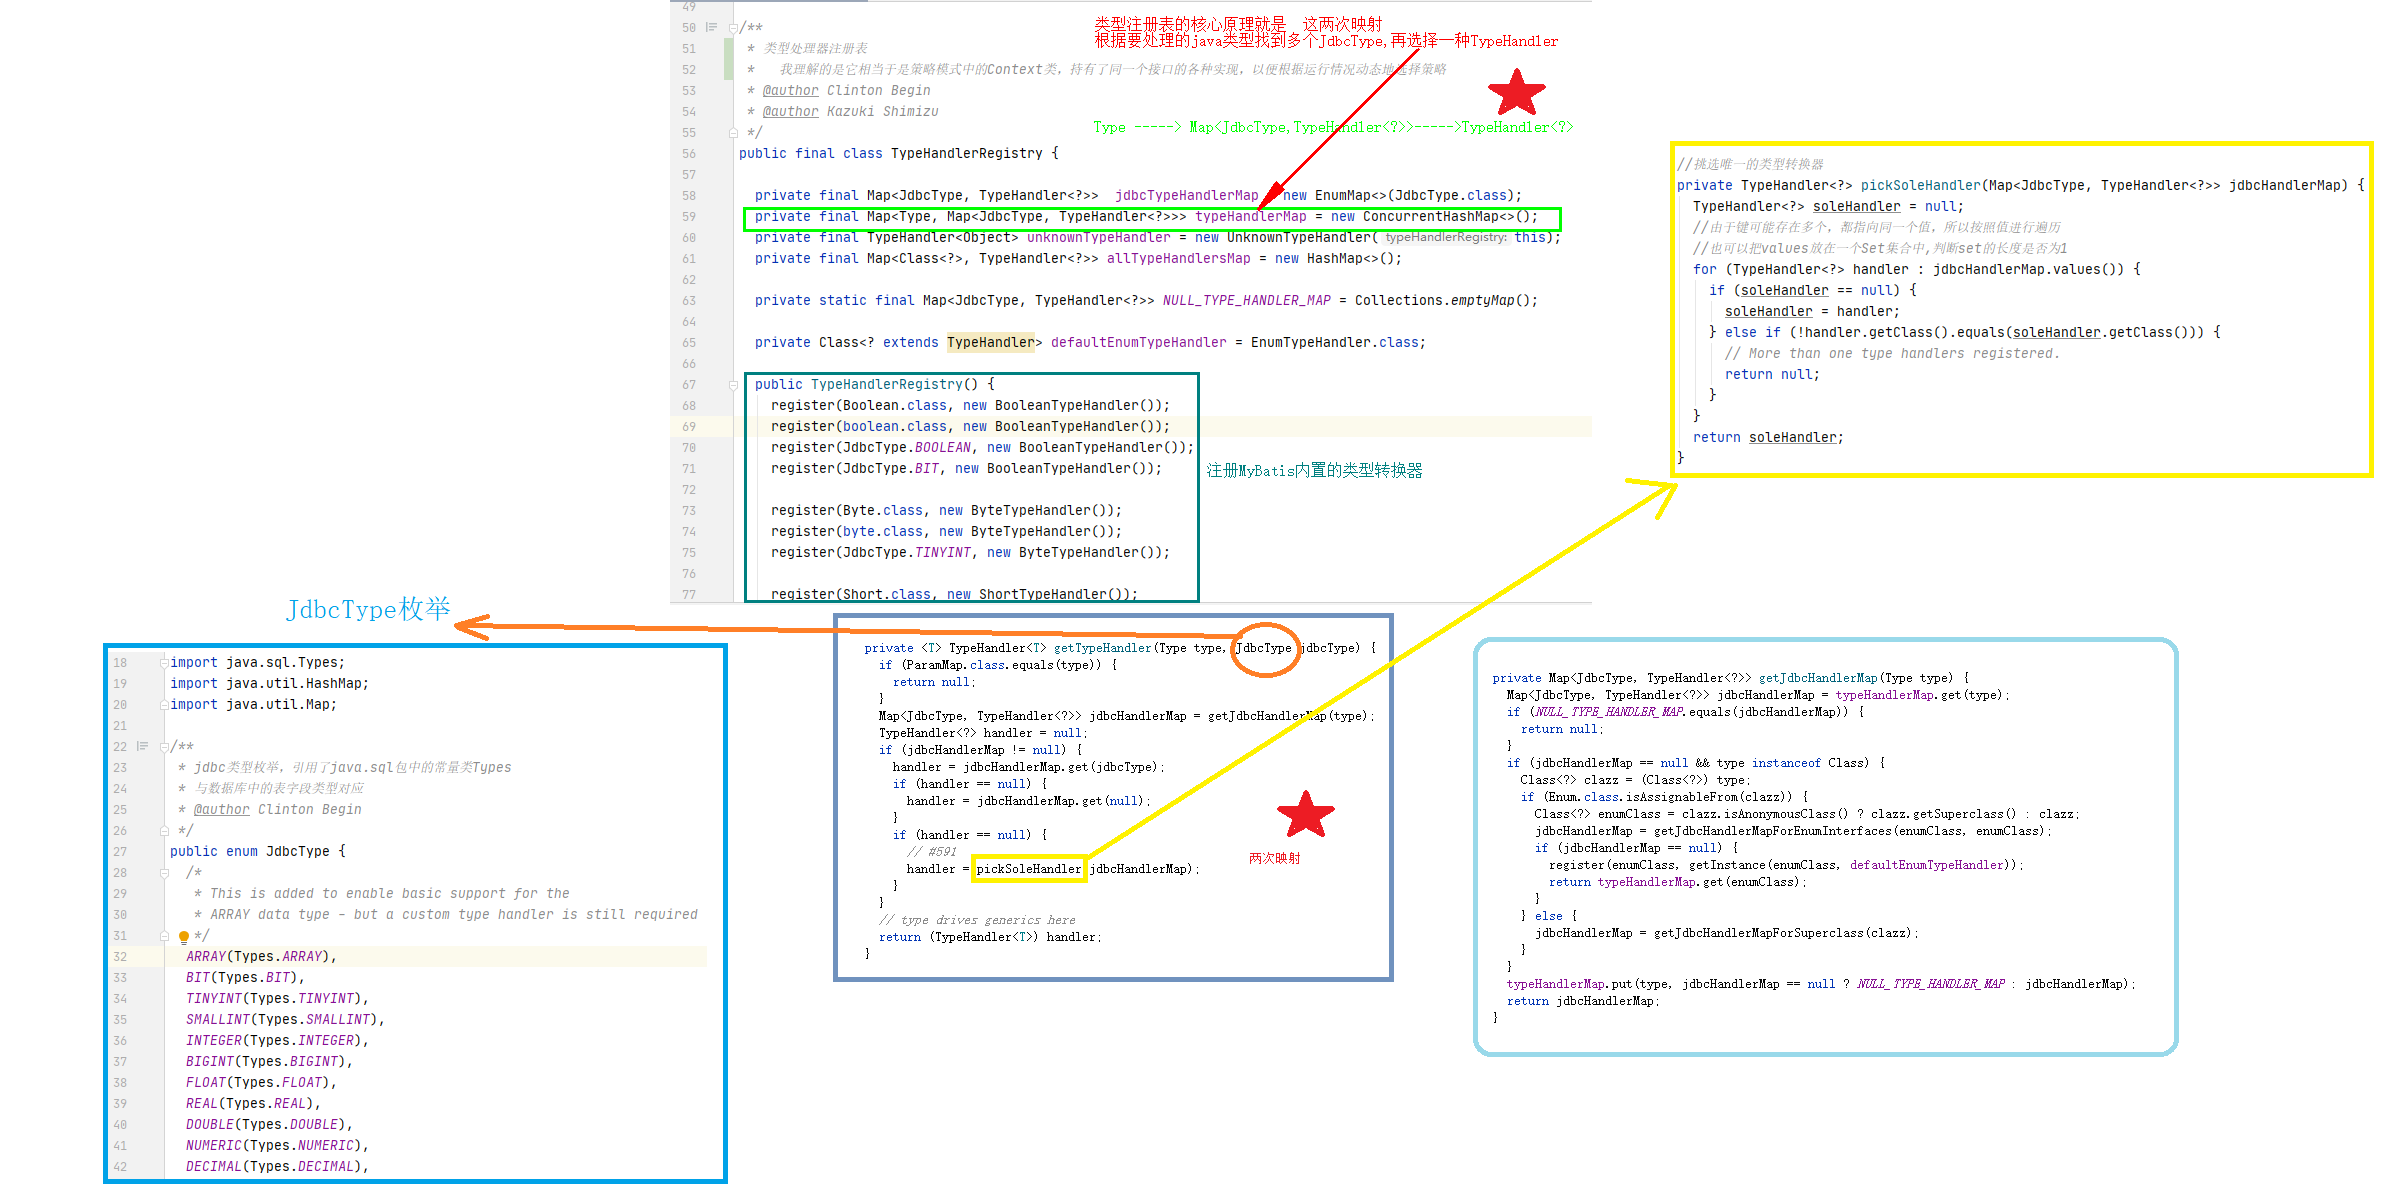 49
50 /**
51 * 类型处理器注册表
52 * 我理解的是它相当于是策略模式中的Context类，持有了同一个接口的各种实现，以便根据运行情况动态地选择策略
53 * @author Clinton Begin
54 * @author Kazuki Shimizu
55 */
56 public final class TypeHandlerRegistry {
57
58 private final Map<JdbcType, TypeHandler<?>> jdbcTypeHandlerMap = new EnumMap<>(JdbcType.class);
59 private final Map<Type, Map<JdbcType, TypeHandler<?>>> typeHandlerMap = new ConcurrentHashMap<>();
60 private final TypeHandler<Object> unknownTypeHandler = new UnknownTypeHandler( typeHandlerRegistry: this);
61 private final Map<Class<?>, TypeHandler<?>> allTypeHandlersMap = new HashMap<>();
62
63 private static final Map<JdbcType, TypeHandler<?>> NULL_TYPE_HANDLER_MAP = Collections.emptyMap();
64
65 private Class<? extends TypeHandler> defaultEnumTypeHandler = EnumTypeHandler.class;
66
67 public TypeHandlerRegistry() {
68 register(Boolean.class, new BooleanTypeHandler());
69 register(boolean.class, new BooleanTypeHandler());
70 register(JdbcType.BOOLEAN, new BooleanTypeHandler());
71 register(JdbcType.BIT, new BooleanTypeHandler());
72
73 register(Byte.class, new ByteTypeHandler());
74 register(byte.class, new ByteTypeHandler());
75 register(JdbcType.TINYINT, new ByteTypeHandler());
76
77 register(Short.class, new ShortTypeHandler());
类型注册表的核心原理就是 这两次映射
根据要处理的java类型找到多个JdbcType,再选择一种TypeHandler
Type -----> Map<JdbcType,TypeHandler<?>>----->TypeHandler<?>
注册MyBatis内置的类型转换器
//挑选唯一的类型转换器
private TypeHandler<?> pickSoleHandler(Map<JdbcType, TypeHandler<?>> jdbcHandlerMap) {
TypeHandler<?> soleHandler = null;
//由于键可能存在多个，都指向同一个值，所以按照值进行遍历
//也可以把values放在一个Set集合中,判断set的长度是否为1
for (TypeHandler<?> handler : jdbcHandlerMap.values()) {
if (soleHandler == null) {
soleHandler = handler;
} else if (!handler.getClass().equals(soleHandler.getClass())) {
// More than one type handlers registered.
return null;
}
}
return soleHandler;
}
JdbcType枚举
18 import java.sql.Types;
19 import java.util.HashMap;
20 import java.util.Map;
21
22 /**
23 * jdbc类型枚举，引用了java.sql包中的常量类Types
24 * 与数据库中的表字段类型对应
25 * @author Clinton Begin
26 */
27 public enum JdbcType {
28 /*
29 * This is added to enable basic support for the
30 * ARRAY data type - but a custom type handler is still required
31 */
32 ARRAY(Types.ARRAY),
33 BIT(Types.BIT),
34 TINYINT(Types.TINYINT),
35 SMALLINT(Types.SMALLINT),
36 INTEGER(Types.INTEGER),
37 BIGINT(Types.BIGINT),
38 FLOAT(Types.FLOAT),
39 REAL(Types.REAL),
40 DOUBLE(Types.DOUBLE),
41 NUMERIC(Types.NUMERIC),
42 DECIMAL(Types.DECIMAL),
private <T> TypeHandler<T> getTypeHandler(Type type, JdbcType jdbcType) {
if (ParamMap.class.equals(type)) {
return null;
}
Map<JdbcType, TypeHandler<?>> jdbcHandlerMap = getJdbcHandlerMap(type);
TypeHandler<?> handler = null;
if (jdbcHandlerMap != null) {
handler = jdbcHandlerMap.get(jdbcType);
if (handler == null) {
handler = jdbcHandlerMap.get(null);
}
if (handler == null) {
// #591
handler = pickSoleHandler(jdbcHandlerMap);
}
}
// type drives generics here
return (TypeHandler<T>) handler;
}
两次映射
private Map<JdbcType, TypeHandler<?>> getJdbcHandlerMap(Type type) {
Map<JdbcType, TypeHandler<?>> jdbcHandlerMap = typeHandlerMap.get(type);
if (NULL_TYPE_HANDLER_MAP.equals(jdbcHandlerMap)) {
return null;
}
if (jdbcHandlerMap == null && type instanceof Class) {
Class<?> clazz = (Class<?>) type;
if (Enum.class.isAssignableFrom(clazz)) {
Class<?> enumClass = clazz.isAnonymousClass() ? clazz.getSuperclass() : clazz;
jdbcHandlerMap = getJdbcHandlerMapForEnumInterfaces(enumClass, enumClass);
if (jdbcHandlerMap == null) {
register(enumClass, getInstance(enumClass, defaultEnumTypeHandler));
return typeHandlerMap.get(enumClass);
}
} else {
jdbcHandlerMap = getJdbcHandlerMapForSuperclass(clazz);
}
}
typeHandlerMap.put(type, jdbcHandlerMap == null ? NULL_TYPE_HANDLER_MAP : jdbcHandlerMap);
return jdbcHandlerMap;
}